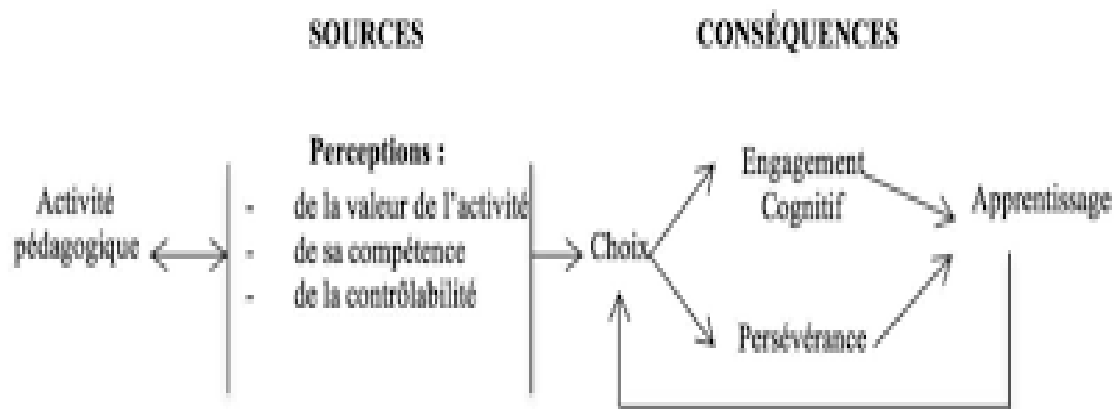 SOURCES
CONSÉQUENCES
Perceptions :
- de la valeur de l'activité
- de sa compétence
- de la contrôlabilité
Activité
pédagogique
Choix
Engagement
Cognitif
Persévérance
Apprentissage